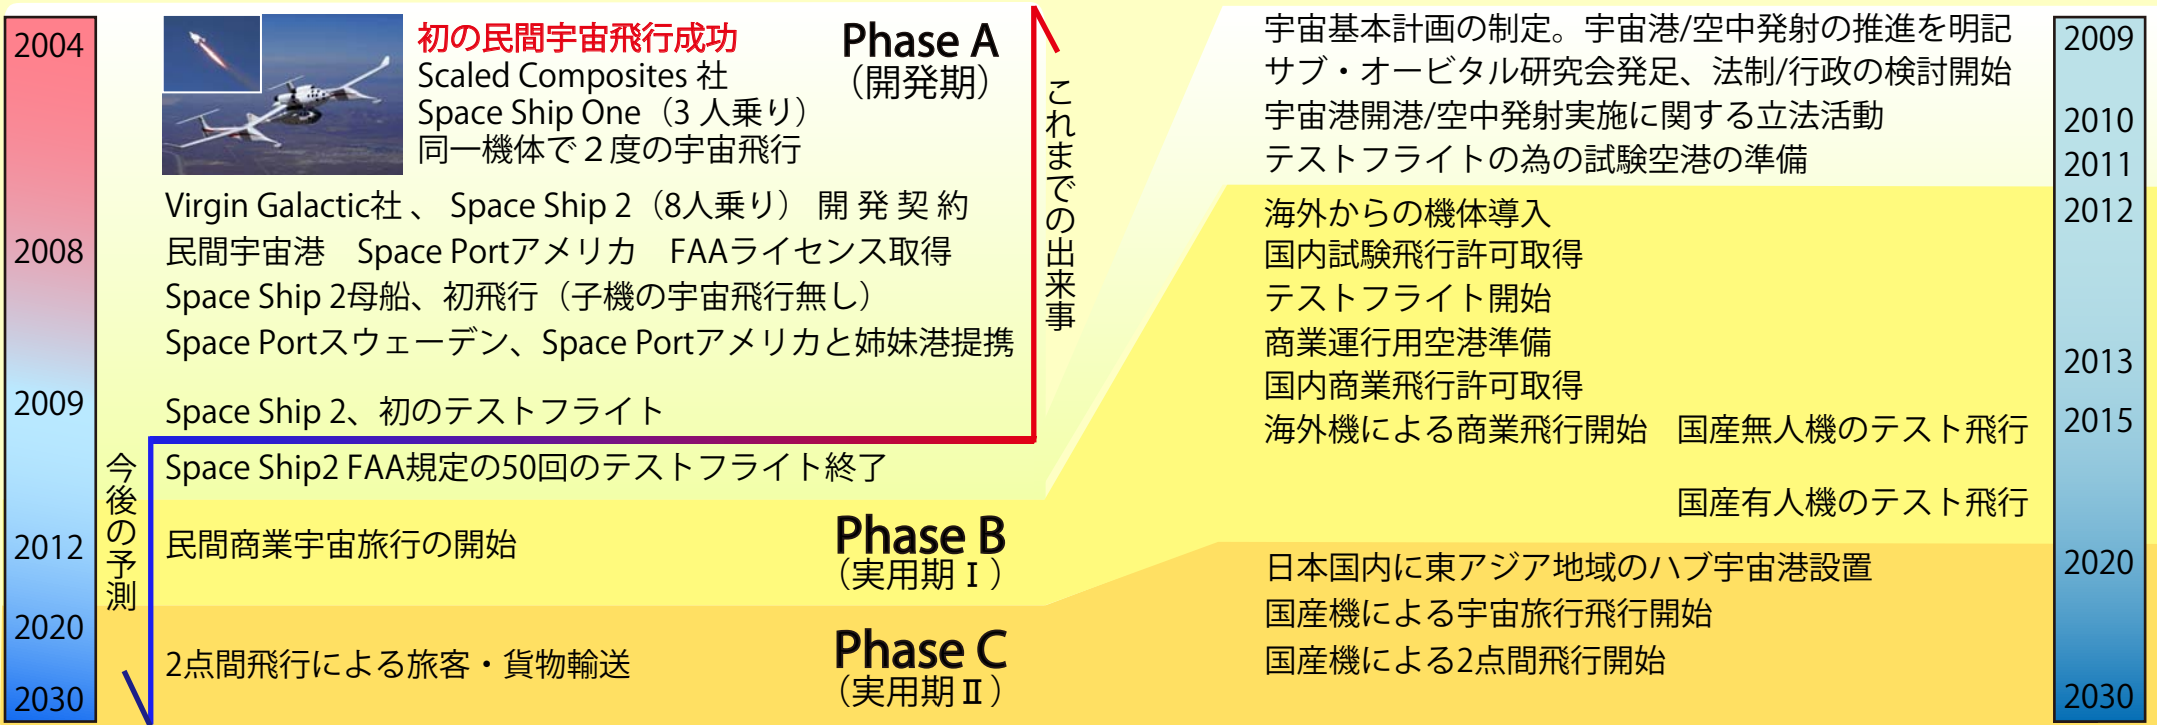 2004
2008
2009
2012
2020
2030
初の民間宇宙飛行成功
Scaled Composites 社
Space Ship One（3 人乗り）
同一機体で２度の宇宙飛行
Phase A
（開発期）
Virgin Galactic社 、 Space Ship 2（8人乗り） 開 発 契 約
民間宇宙港　Space Portアメリカ　FAAライセンス取得
Space Ship 2母船、初飛行（子機の宇宙飛行無し）
Space Portスウェーデン、Space Portアメリカと姉妹港提携
Space Ship 2、初のテストフライト
これまでの出来事
今後の予測
Space Ship2 FAA規定の50回のテストフライト終了
民間商業宇宙旅行の開始
Phase B
（実用期Ⅰ）
2点間飛行による旅客・貨物輸送
Phase C
（実用期Ⅱ）
宇宙基本計画の制定。宇宙港/空中発射の推進を明記
サブ・オービタル研究会発足、法制/行政の検討開始
宇宙港開港/空中発射実施に関する立法活動
テストフライトの為の試験空港の準備
海外からの機体導入
国内試験飛行許可取得
テストフライト開始
商業運行用空港準備
国内商業飛行許可取得
海外機による商業飛行開始　国産無人機のテスト飛行
国産有人機のテスト飛行
日本国内に東アジア地域のハブ宇宙港設置
国産機による宇宙旅行飛行開始
国産機による2点間飛行開始
2009
2010
2011
2012
2013
2015
2020
2030